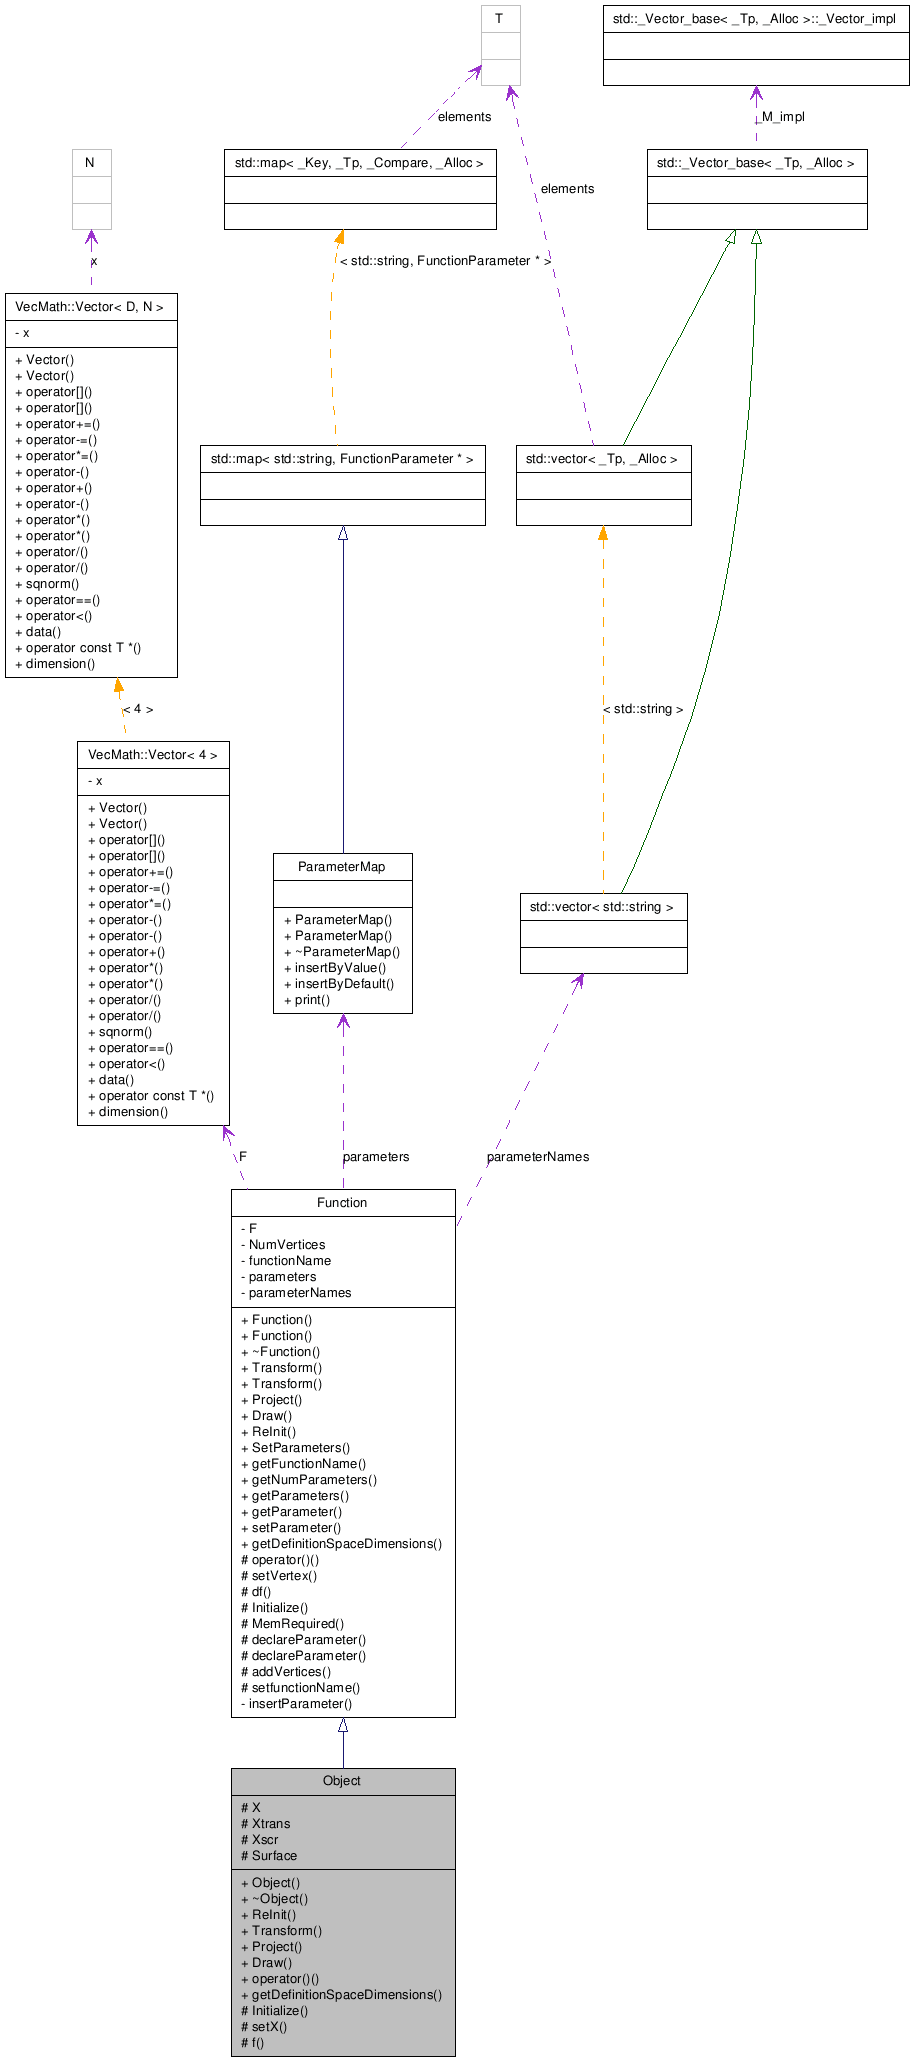 T
std::_Vector_base< _Tp, _Alloc >::_Vector_impl
elements
_M_impl
N
std::map< _Key, _Tp, _Compare, _Alloc >
std::_Vector_base< _Tp, _Alloc >
elements
x
< std::string, FunctionParameter * >
VecMath::Vector< D, N >
- x
+ Vector()
+ Vector()
+ operator[]()
+ operator[]()
+ operator+=()
+ operator-=()
+ operator*=()
+ operator-()
+ operator+()
+ operator-()
+ operator*()
+ operator*()
+ operator/()
+ operator/()
+ sqnorm()
+ operator==()
+ operator<()
+ data()
+ operator const T *()
+ dimension()
std::map< std::string, FunctionParameter * >
std::vector< _Tp, _Alloc >
< 4 >
< std::string >
VecMath::Vector< 4 >
- x
+ Vector()
+ Vector()
+ operator[]()
+ operator[]()
+ operator+=()
+ operator-=()
+ operator*=()
+ operator-()
+ operator-()
+ operator+()
+ operator*()
+ operator*()
+ operator/()
+ operator/()
+ sqnorm()
+ operator==()
+ operator<()
+ data()
+ operator const T *()
+ dimension()
ParameterMap
+ ParameterMap()
+ ParameterMap()
+ ~ParameterMap()
+ insertByValue()
+ insertByDefault()
+ print()
std::vector< std::string >
F
parameters
parameterNames
Function
- F
- NumVertices
- functionName
- parameters
- parameterNames
+ Function()
+ Function()
+ ~Function()
+ Transform()
+ Transform()
+ Project()
+ Draw()
+ ReInit()
+ SetParameters()
+ getFunctionName()
+ getNumParameters()
+ getParameters()
+ getParameter()
+ setParameter()
+ getDefinitionSpaceDimensions()
# operator()()
# setVertex()
# df()
# Initialize()
# MemRequired()
# declareParameter()
# declareParameter()
# addVertices()
# setfunctionName()
- insertParameter()
Object
# X
# Xtrans
# Xscr
# Surface
+ Object()
+ ~Object()
+ ReInit()
+ Transform()
+ Project()
+ Draw()
+ operator()()
+ getDefinitionSpaceDimensions()
# Initialize()
# setX()
# f()